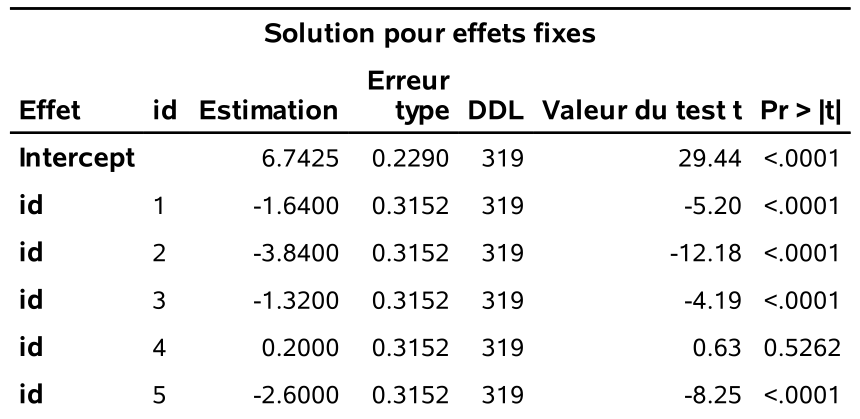 Solution pour effets fixes
Effet id Estimation Erreur type DDL Valeur du test t Pr > |t|
Intercept 6.7425 0.2290 319 29.44 <.0001
id 1 -1.6400 0.3152 319 -5.20 <.0001
id 2 -3.8400 0.3152 319 -12.18 <.0001
id 3 -1.3200 0.3152 319 -4.19 <.0001
id 4 0.2000 0.3152 319 0.63 0.5262
id 5 -2.6000 0.3152 319 -8.25 <.0001